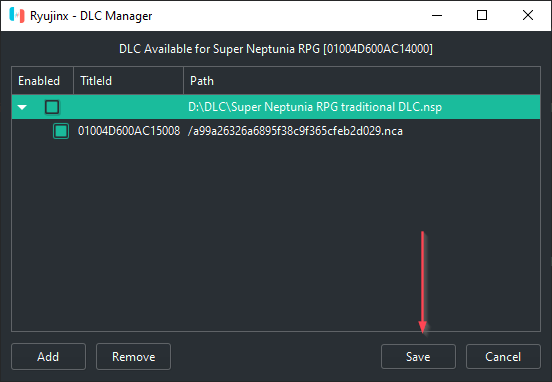 Ryujinx - DLC Manager
DLC Available for Super Neptunia RPG [01004D600AC14000]
Enabled TitleId Path
D:\DLC\Super Neptunia RPG traditional DLC.nsp
01004D600AC15008 /a99a26326a6895f38c9f365cfeb2d029.nca
Add Remove Save Cancel